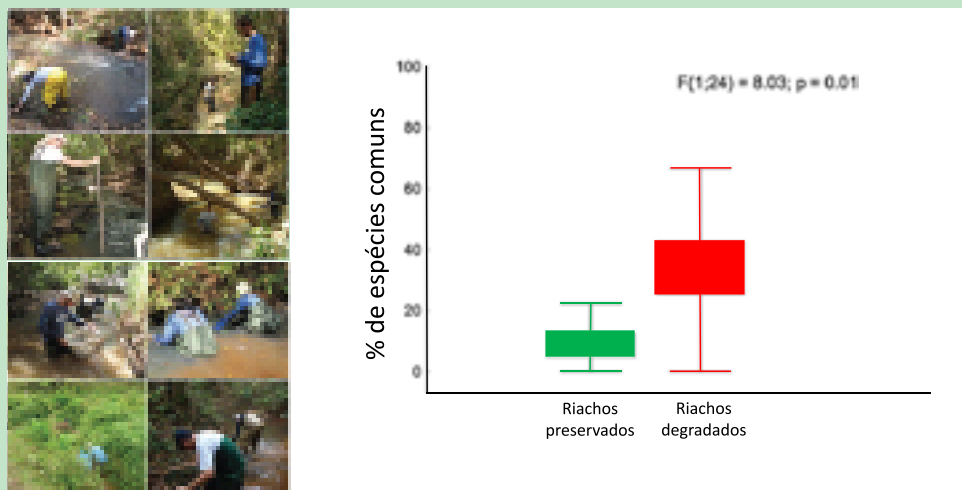 F(1;24) = 8.03; p = 0.01
% de espécies comuns
100
80
60
40
20
0
Riachos
preservados
Riachos
degradados